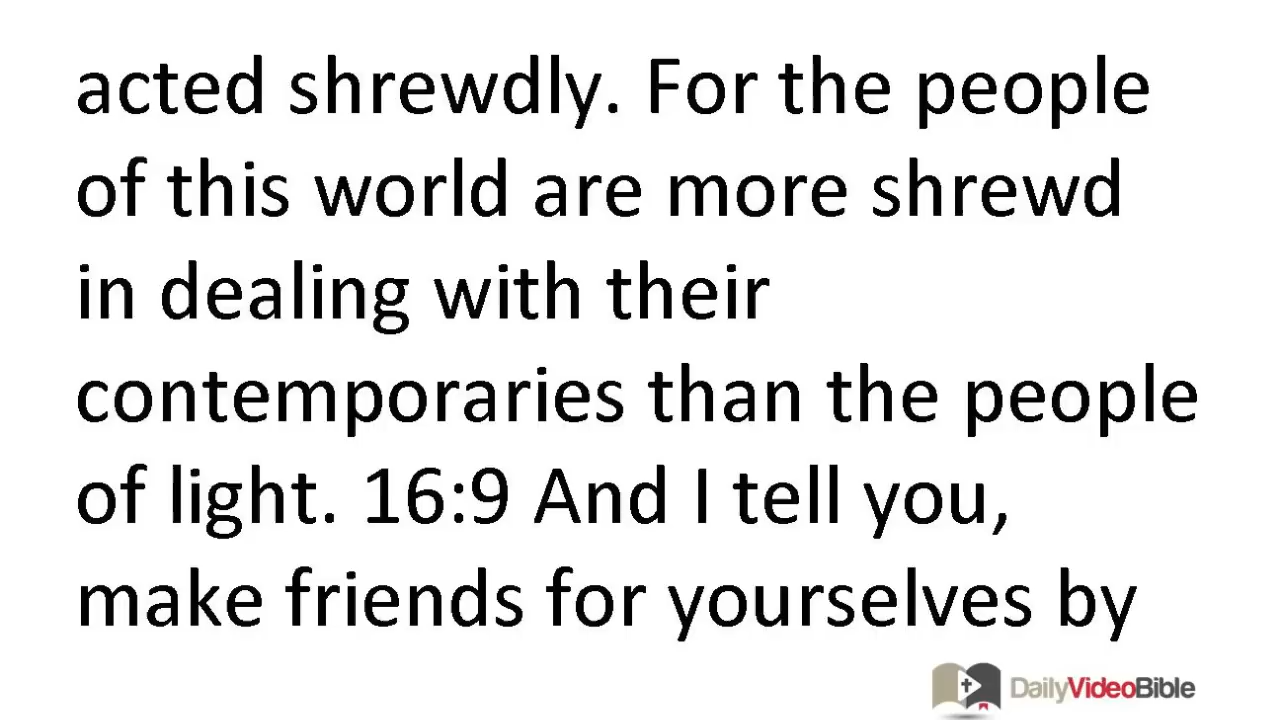 acted shrewdly. For the people
of this world are more shrewd
in dealing with their
contemporaries than the people
of light. 16:9 And I tell you,
make friends for yourselves by
DailyVideoBible